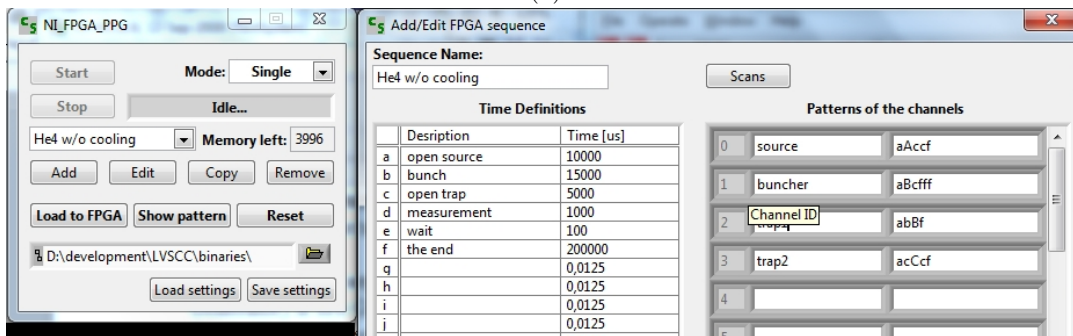 NI_FPGA_PPG
Start
Mode: Single
Stop
Idle...
He4 w/o cooling
Memory left: 3996
Add Edit Copy Remove
Load to FPGA Show pattern Reset
D:\development\LVSCC\binaries\
Load settings Save settings
Add/Edit FPGA sequence
Sequence Name:
He4 w/o cooling
Scans
Time Definitions
Desription Time [us]
a open source 10000
b bunch 15000
c open trap 5000
d measurement 1000
e wait 100
f the end 200000
g 0,0125
h 0,0125
i 0,0125
j 0,0125
Patterns of the channels
0 source aAccf
1 buncher aBcfff
Channel ID
2 abBf
3 trap2 acCcf
4